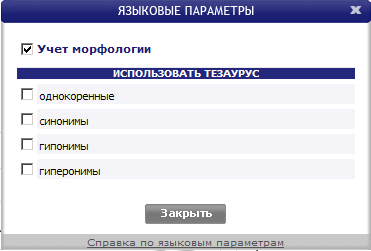 ЯЗЫКОВЫЕ ПАРАМЕТРЫ
Учет морфологии
ИСПОЛЬЗОВАТЬ ТЕЗАУРУС
однокоренные
синонимы
гипонимы
гиперонимы
Закрыть
Справка по языковым параметрам